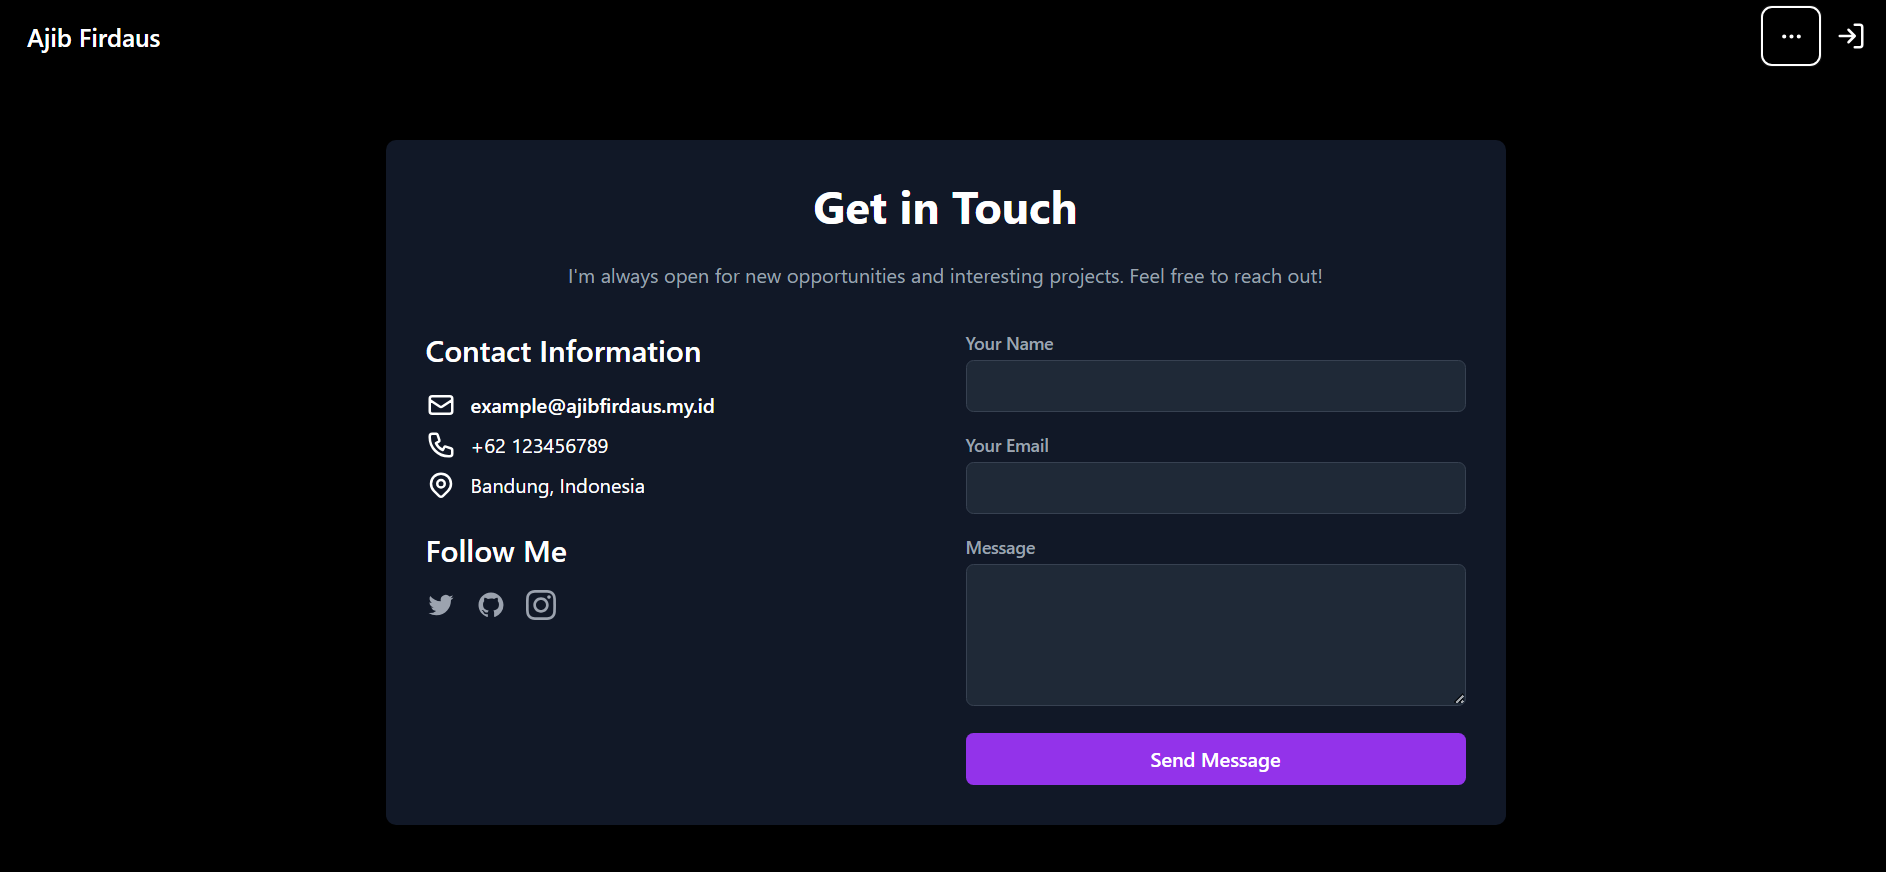 Ajib Firdaus
Get in Touch
I'm always open for new opportunities and interesting projects. Feel free to reach out!
Contact Information
example@ajibfirdaus.my.id
+62 123456789
Bandung, Indonesia
Follow Me
Your Name
Your Email
Message
Send Message